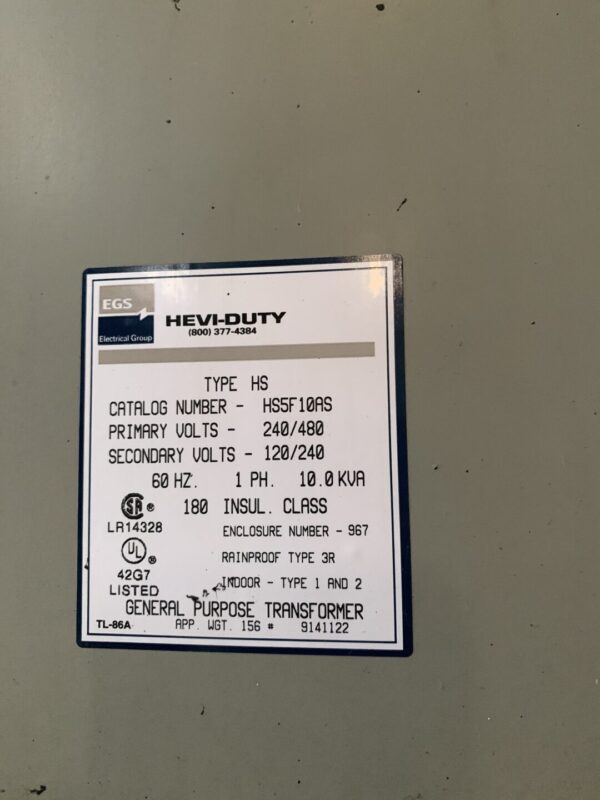 EGS
Electrical Group
HEVI-DUTY
(800) 377-4384
TYPE HS
CATALOG NUMBER - HS5F10AS
PRIMARY VOLTS - 240/480
SECONDARY VOLTS - 120/240
60 HZ. 1 PH. 10.0 KVA
SA ®
LR14328
180 INSUL. CLASS
ENCLOSURE NUMBER - 967
UL ®
42G7
LISTED
RAINPROOF TYPE 3R
INDOOR - TYPE 1 AND 2
GENERAL PURPOSE TRANSFORMER
TL-86A APP. WGT. 156 # 9141122